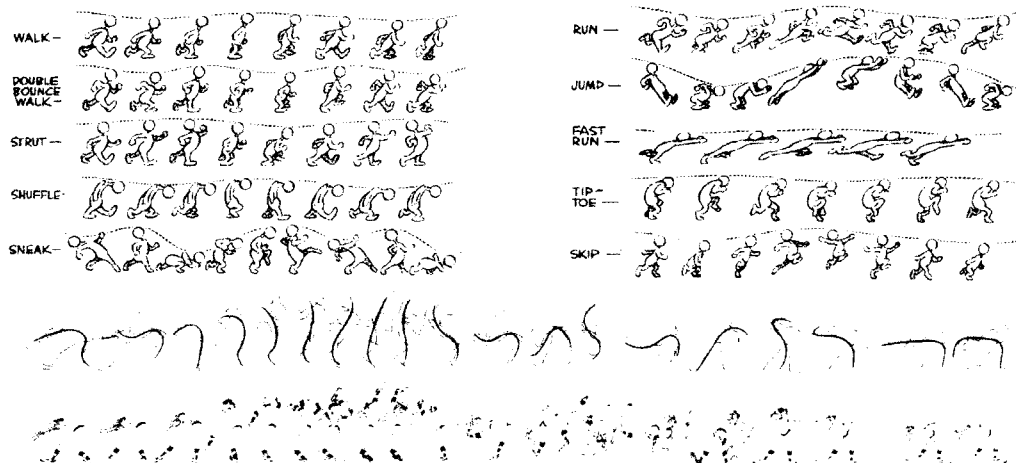 WALK —
DOUBLE
BOUNCE
WALK —
STRUT —
SHUFFLE-
SNEAK —
RUN —
JUMP —
FAST
RUN —
TIP —
TOE —
SKIP —